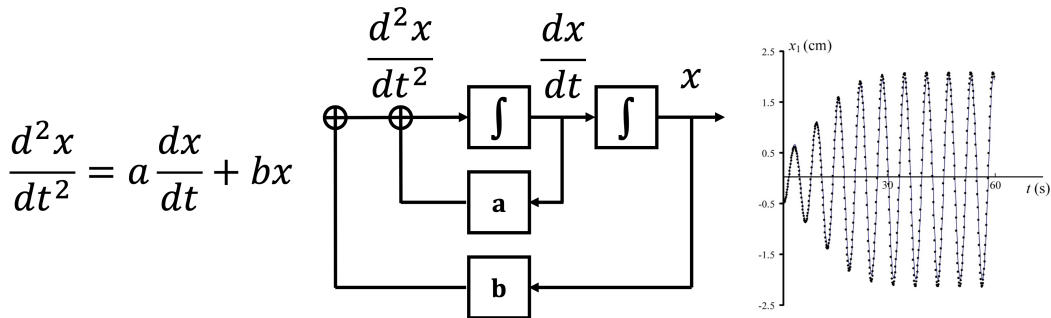 d²x/dt² = a dx/dt + bx
d²x/dt²
dx/dt
x
∫
∫
a
b
x₁ (cm)
2.5
1.5
0.5
-0.5
-1.5
-2.5
30
60
t (s)